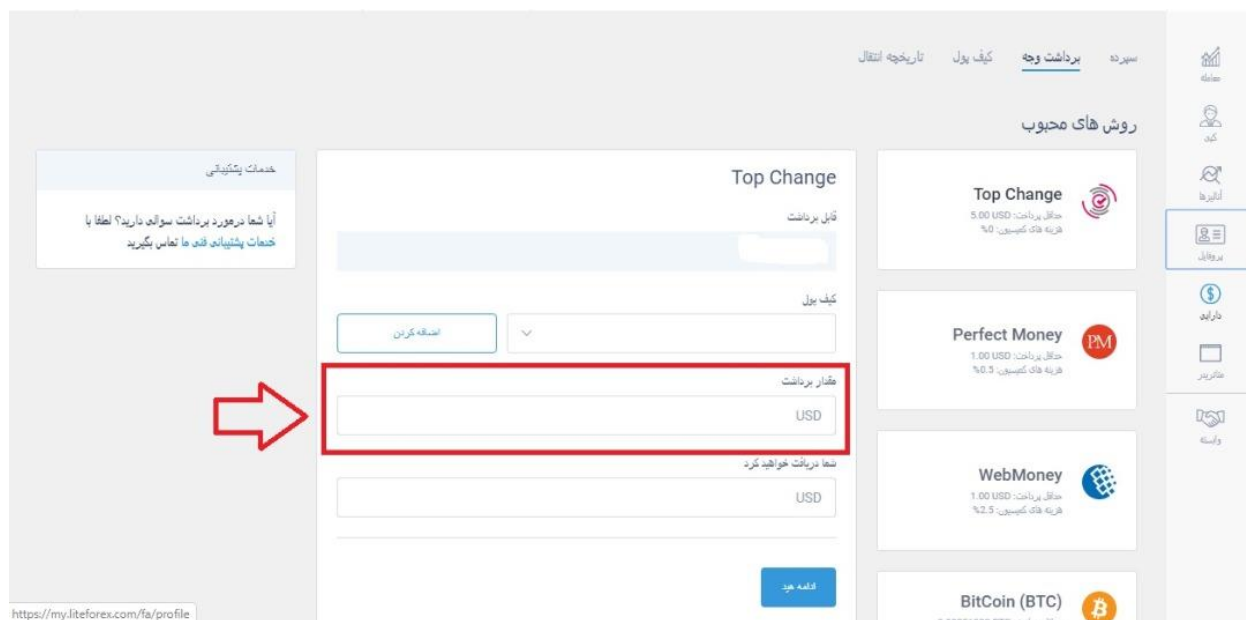 سپرده
برداشت وجه
کیف پول
تاریخچه انتقال
معامله
کپی
آنالیزها
پروفایل
دارایی
متاتریدر
وابسته
روش های محبوب
Top Change
حداقل پرداخت: 5.00 USD
هزینه های کمیسیون: 0%
Perfect Money
حداقل پرداخت: 1.00 USD
هزینه های کمیسیون: 0.5%
WebMoney
حداقل پرداخت: 1.00 USD
هزینه های کمیسیون: 2.5%
BitCoin (BTC)
Top Change
قابل برداشت
کیف پول
اضافه کردن
مقدار برداشت
USD
شما دریافت خواهید کرد
USD
ادامه هید
خدمات پشتیبانی
آیا شما درمورد برداشت سوالی دارید؟ لطفا با
خدمات پشتیبانی فنی ما تماس بگیرید
https://my.liteforex.com/fa/profile